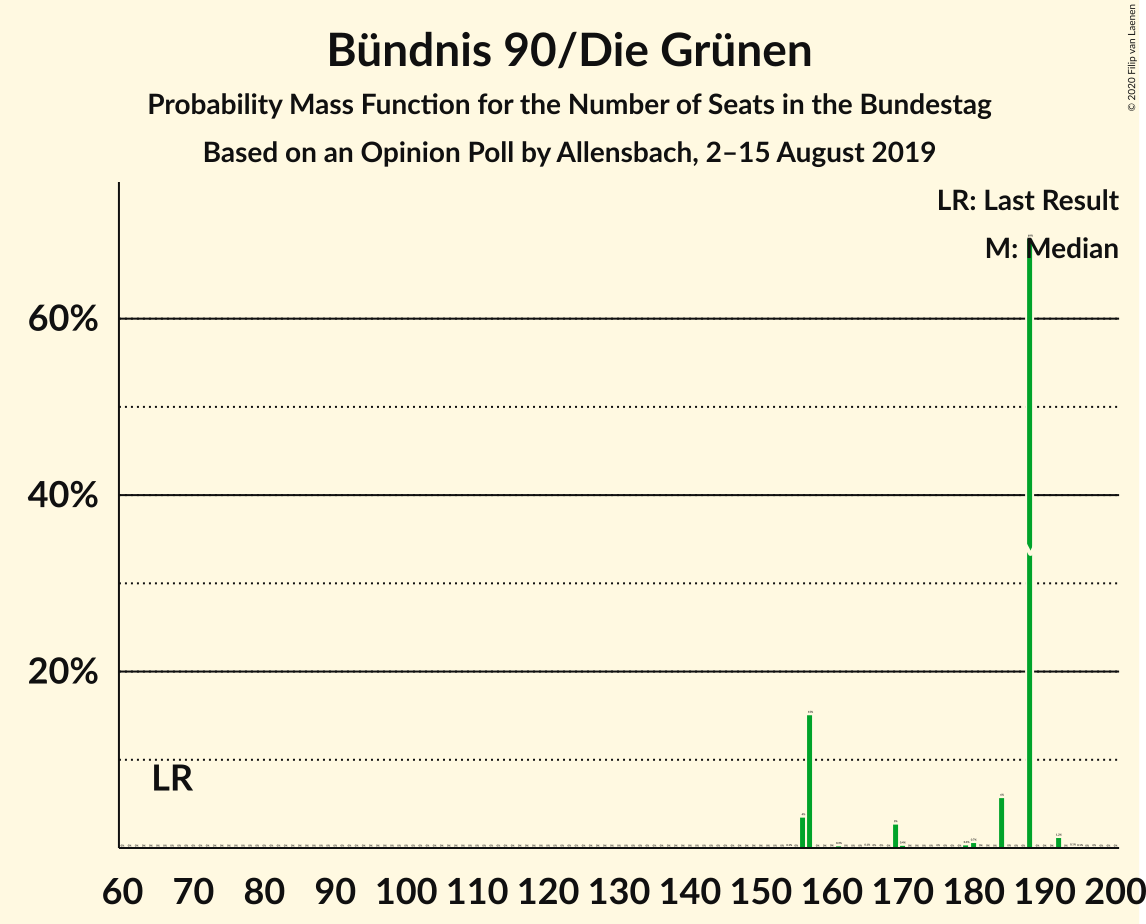 Bündnis 90/Die Grünen
Probability Mass Function for the Number of Seats in the Bundestag
Based on an Opinion Poll by Allensbach, 2–15 August 2019
© 2020 Filip van Laenen
LR: Last Result
M: Median
60%
40%
20%
LR
60 70 80 90 100 110 120 130 140 150 160 170 180 190 200